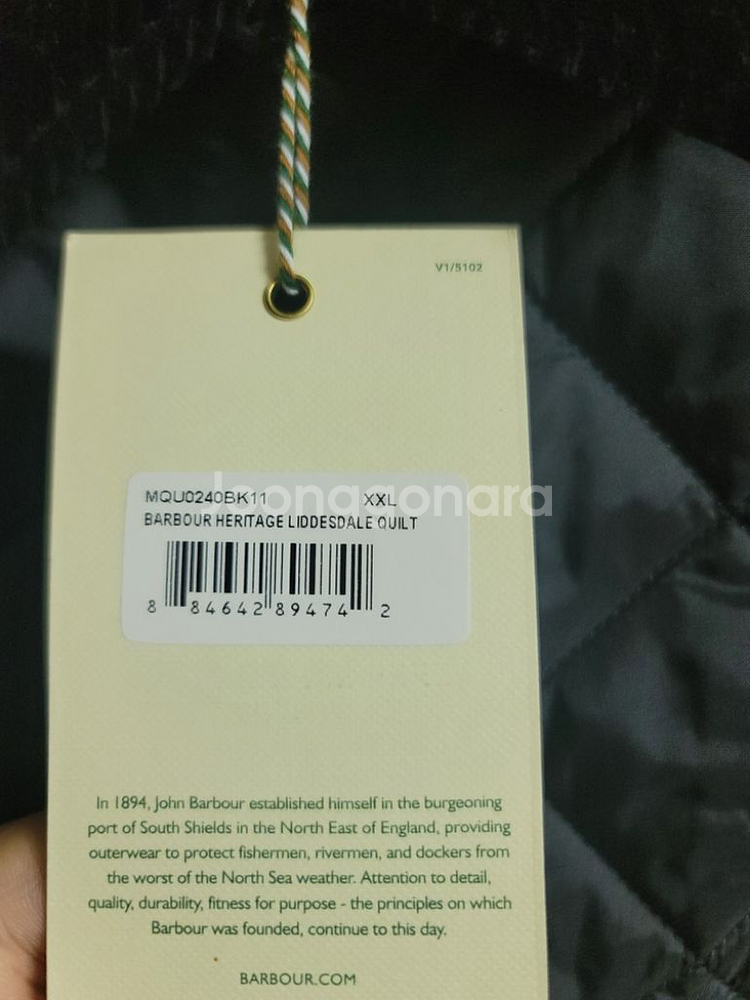 V1/5102
Joonggonara
MQU0240BK11 XXL
BARBOUR HERITAGE LIDDESDALE QUILT
8 84642 89474 2
In 1894, John Barbour established himself in the burgeoning
port of South Shields in the North East of England, providing
outerwear to protect fishermen, rivermen, and dockers from
the worst of the North Sea weather. Attention to detail,
quality, durability, fitness for purpose - the principles on which
Barbour was founded, continue to this day.
BARBOUR.COM